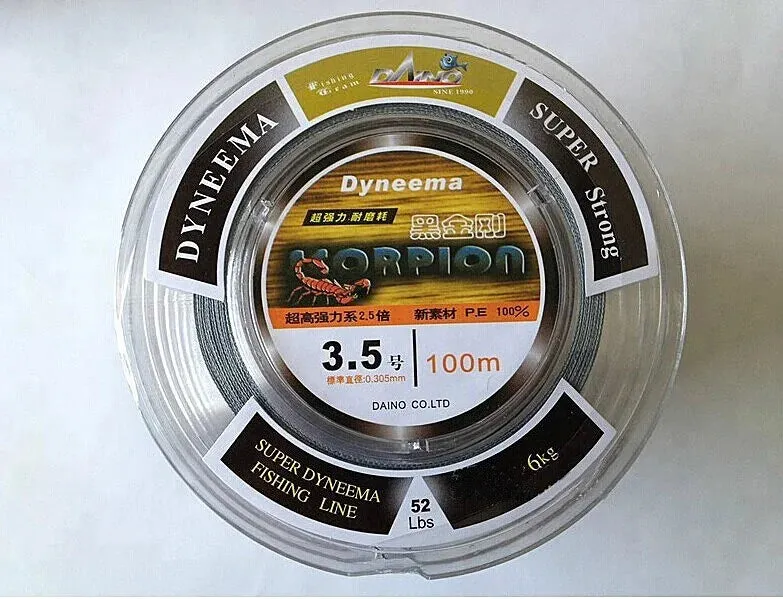 Fishing
Team
DAINO
SINE 1990
DYNEEMA
SUPER Strong
Dyneema
超强力.耐磨耗
黑金刚
KORPION
超高强力系2.5倍 新素材 P.E 100%
3.5号 100m
標準直徑:0.305mm
DAINO CO.LTD
SUPER DYNEEMA
FISHING LINE
52
Lbs
6kg